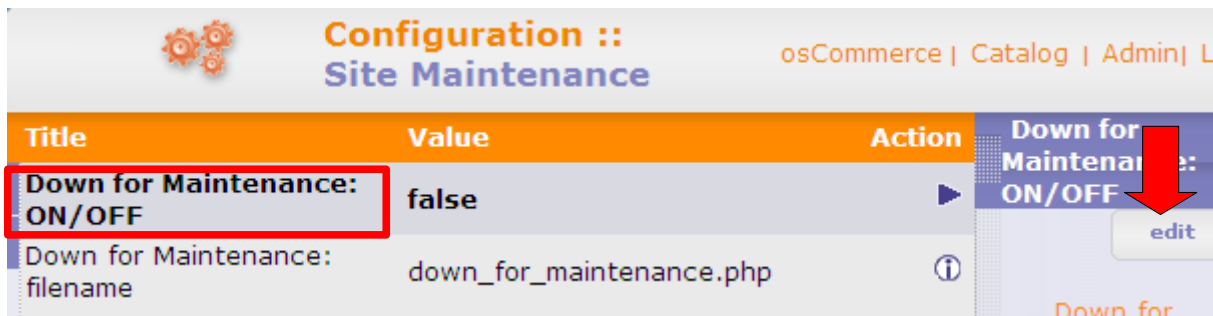 Configuration ::
Site Maintenance
osCommerce | Catalog | Admin| L
Title Value Action
Down for Maintenance:
ON/OFF
false
Down for Maintenance:
filename
down_for_maintenance.php
Down for
ON/OFF
edit
Down for